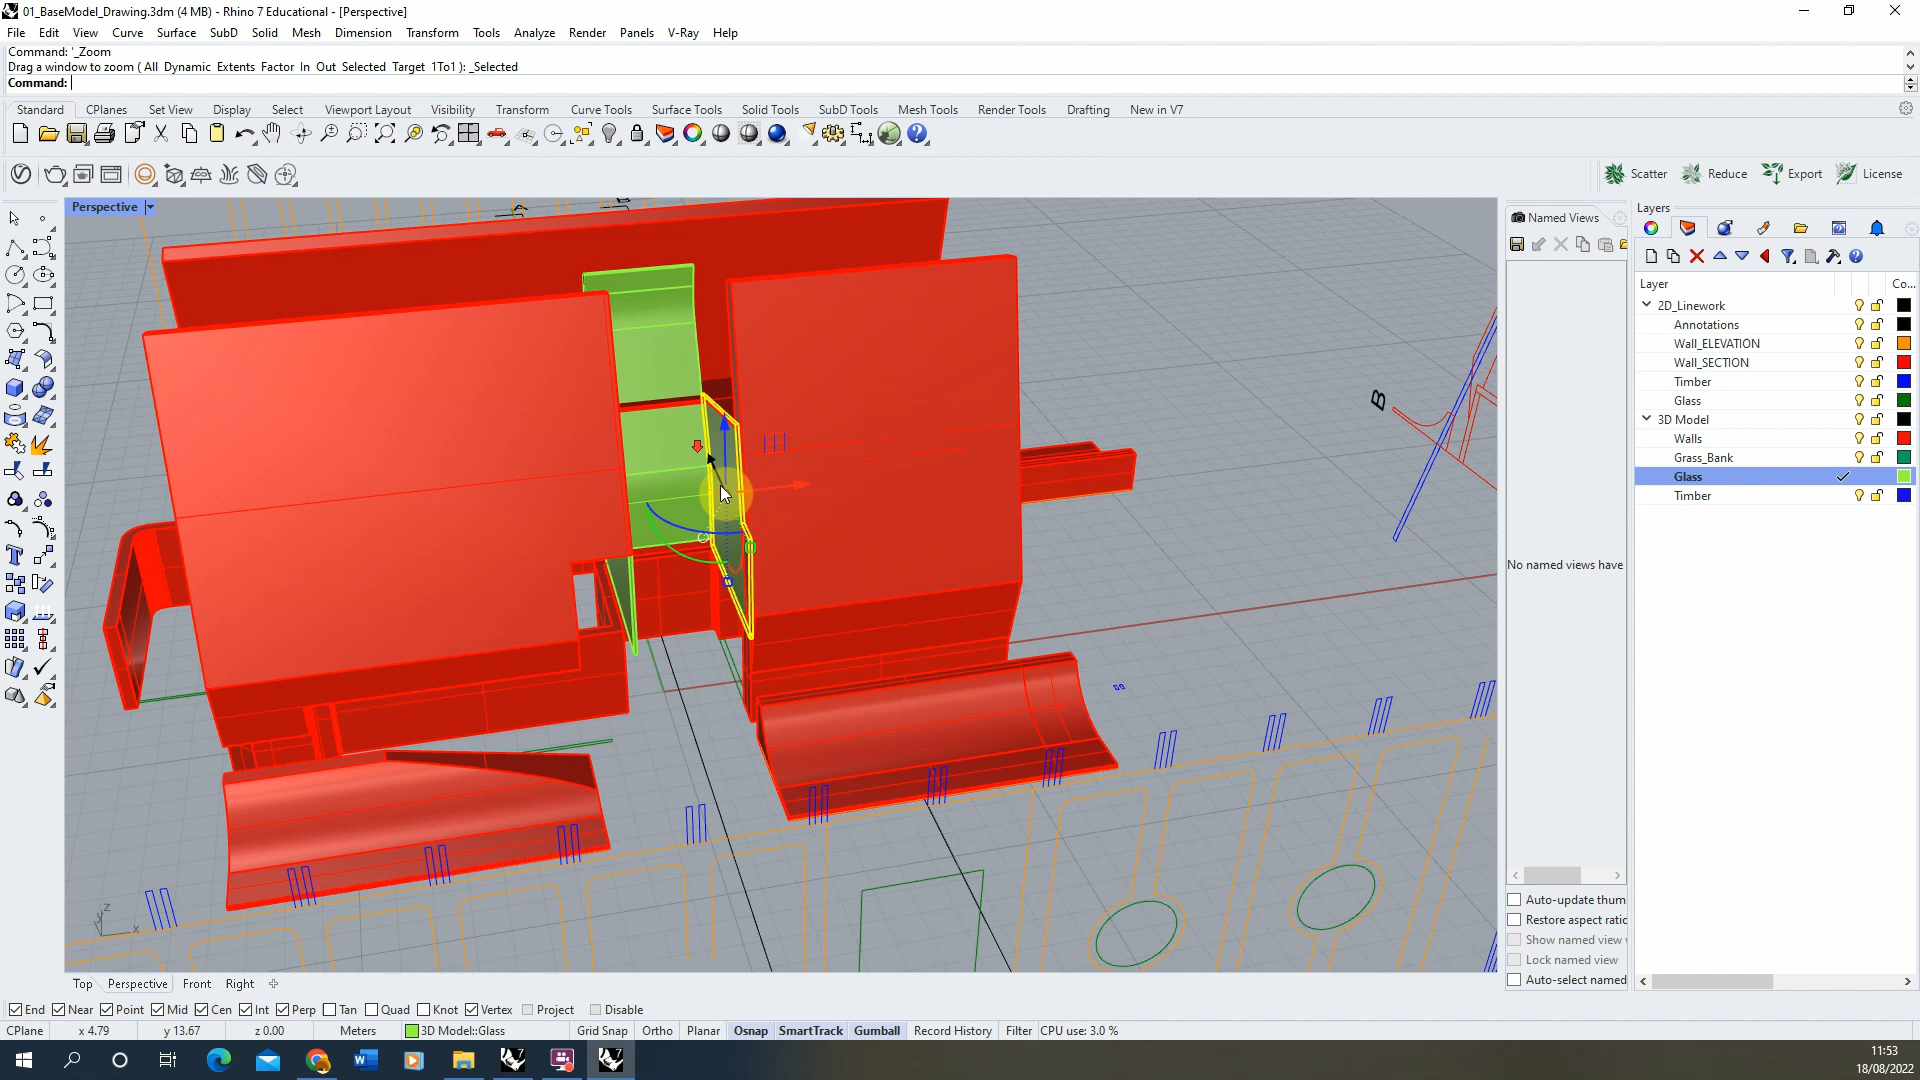 01_BaseModel_Drawing.3dm (4 MB) - Rhino 7 Educational - [Perspective]
File Edit View Curve Surface SubD Solid Mesh Dimension Transform Tools Analyze Render Panels V-Ray Help
Command: '_Zoom
Drag a window to zoom ( All Dynamic Extents Factor In Out Selected Target 1To1 ): _Selected
Command:
Standard CPlanes Set View Display Select Viewport Layout Visibility Transform Curve Tools Surface Tools Solid Tools SubD Tools Mesh Tools Render Tools Drafting New in V7
Scatter Reduce Export License
Perspective
Named Views
No named views have
Auto-update thum
Restore aspect ratio
Show named view
Lock named view
Auto-select named
Layers
Layer Co...
2D_Linework
Annotations
Wall_ELEVATION
Wall_SECTION
Timber
Glass
3D Model
Walls
Grass_Bank
Glass
Timber
B
z
y
x
Top Perspective Front Right
End Near Point Mid Cen Int Perp Tan Quad Knot Vertex Project Disable
CPlane x 4.79 y 13.67 z 0.00 Meters 3D Model::Glass Grid Snap Ortho Planar Osnap SmartTrack Gumball Record History Filter CPU use: 3.0 %
11:53
18/08/2022